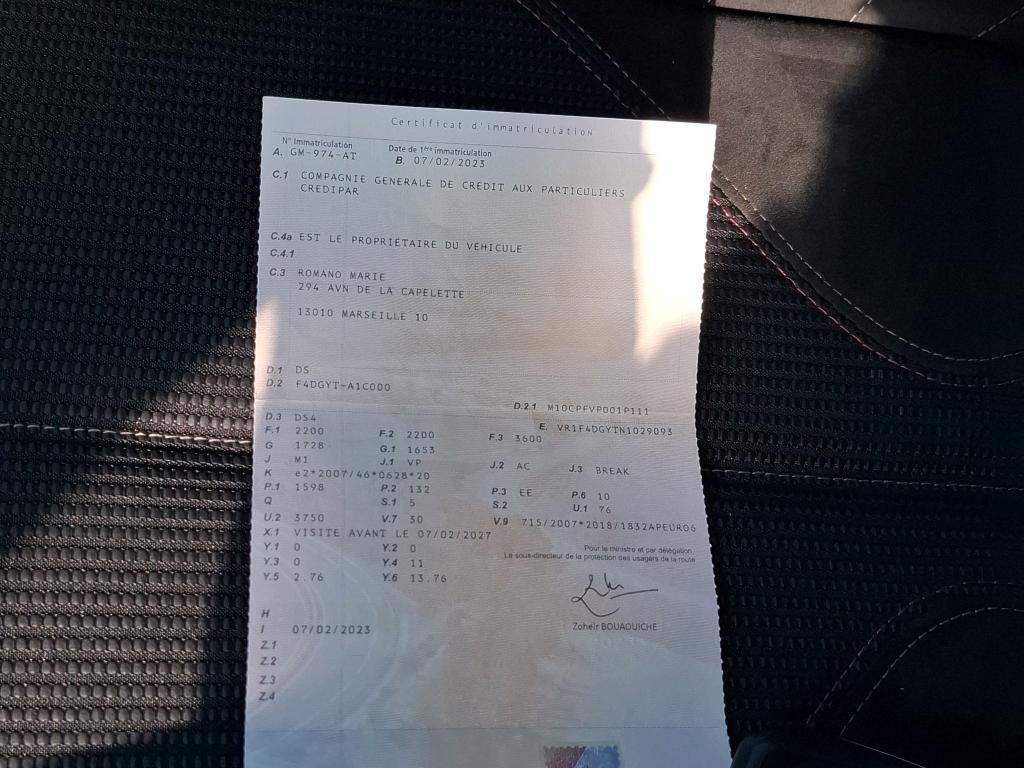 Certificat d'immatriculation
N° Immatriculation Date de 1ère immatriculation
A. GM-974-AT B. 07/02/2023
C.1 COMPAGNIE GENERALE DE CREDIT AUX PARTICULIERS
CREDIPAR
C.4a EST LE PROPRIETAIRE DU VEHICULE
C.4.1
C.3 ROMANO MARIE
294 AVN DE LA CAPELETTE
13010 MARSEILLE 10
D.1 DS
D.2 F4DGYT-A1C000
D.2.1 M10CPFVP001P111
D.3 DS4 E. VR1F4DGYTN1029093
F.1 2200 F.2 2200 F.3 3600
G 1728 G.1 1653
J M1 J.1 VP J.2 AC J.3 BREAK
K e2*2007/46*0628*20
P.1 1598 P.2 132 P.3 EE P.6 10
Q S.1 5 S.2 U.1 76
U.2 3750 V.7 30 V.9 715/2007*2018/1832APEURO6
X.1 VISITE AVANT LE 07/02/2027
Y.1 0 Y.2 0
Pour le ministre et par délégation,
Le sous-directeur de la protection des usagers de la route
Y.3 0 Y.4 11
Y.5 2.76 Y.6 13.76
Zoheir BOUAOUICHE
H
I 07/02/2023
Z.1
Z.2
Z.3
Z.4